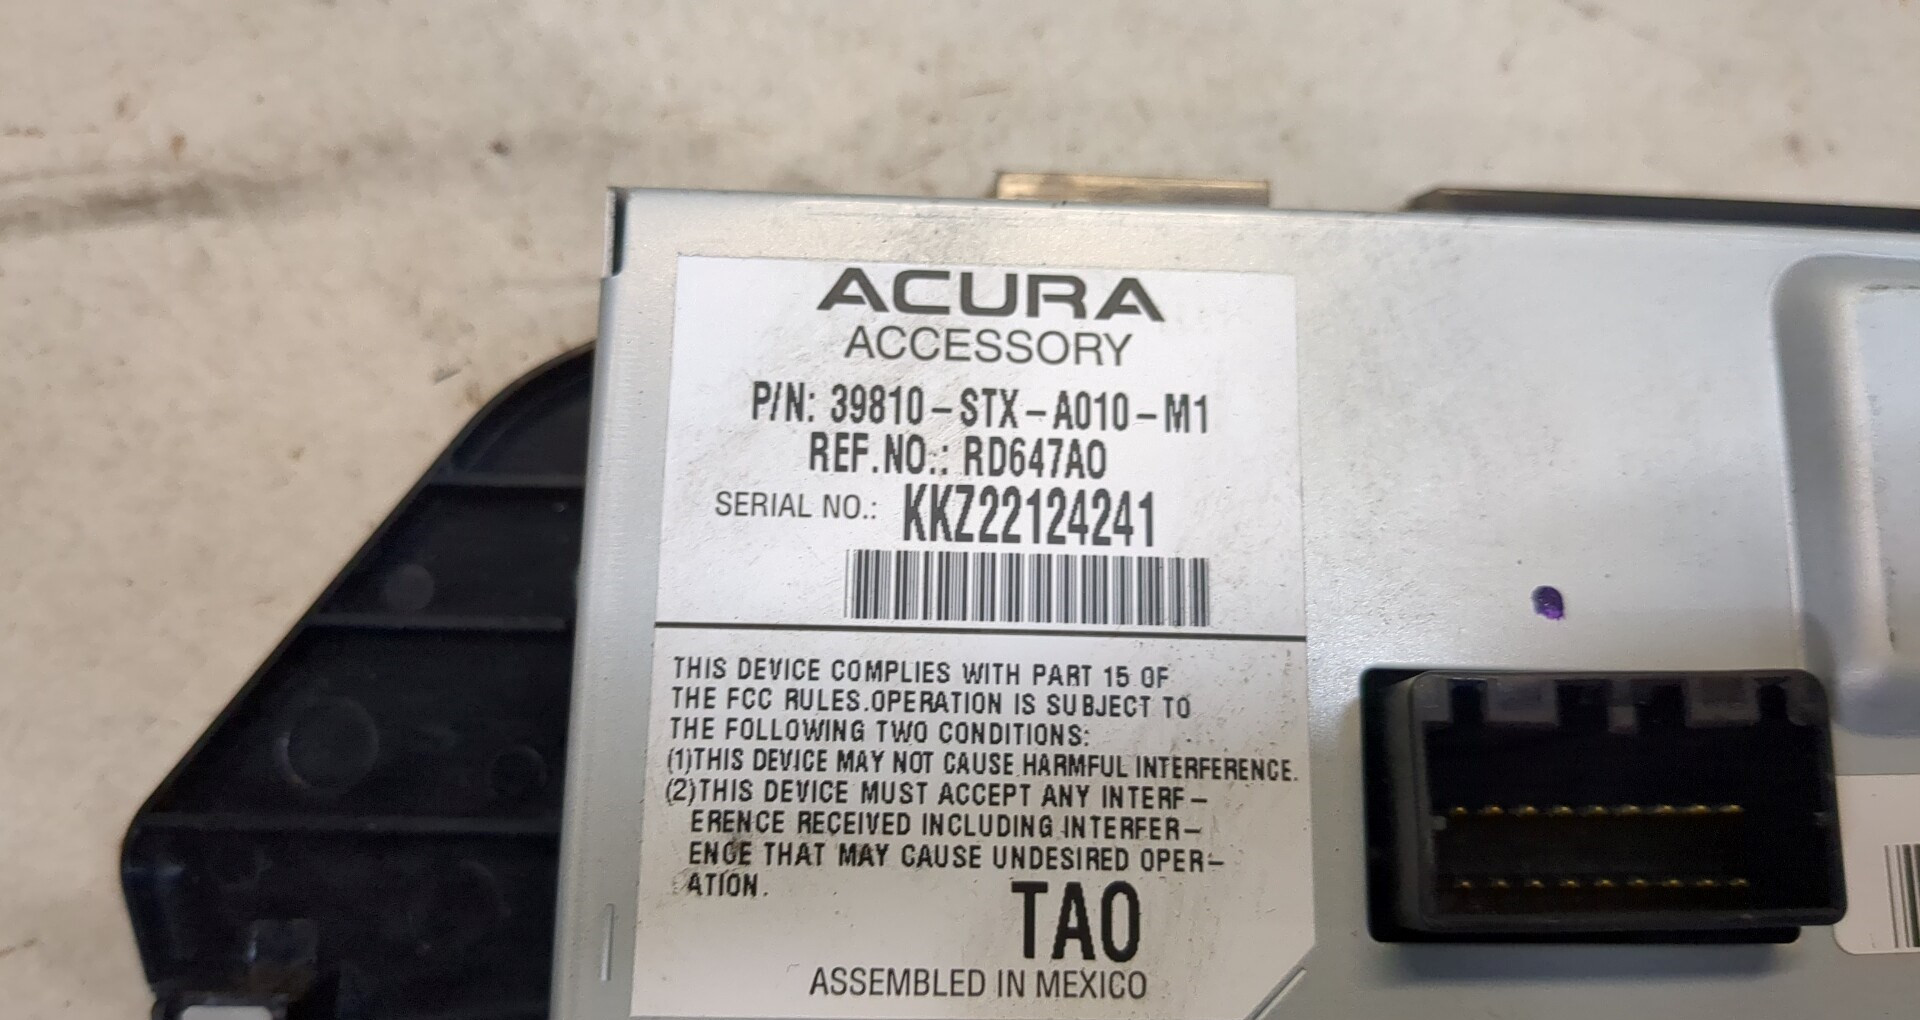 ACURA
ACCESSORY
P/N: 39810-STX-A010-M1
REF.NO.: RD647A0
SERIAL NO.: KKZ22124241
THIS DEVICE COMPLIES WITH PART 15 OF
THE FCC RULES.OPERATION IS SUBJECT TO
THE FOLLOWING TWO CONDITIONS:
(1)THIS DEVICE MAY NOT CAUSE HARMFUL INTERFERENCE.
(2)THIS DEVICE MUST ACCEPT ANY INTERF-
ERENCE RECEIVED INCLUDING INTERFER-
ENCE THAT MAY CAUSE UNDESIRED OPER-
ATION.
TA0
ASSEMBLED IN MEXICO